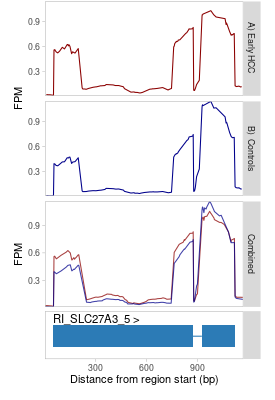 0.9
0.6
0.3
A) Early HCC
FPM
0.9
0.6
0.3
B) Controls
0.9
0.6
0.3
FPM
Combined
RI_SLC27A3_5 >
300 600 900
Distance from region start (bp)